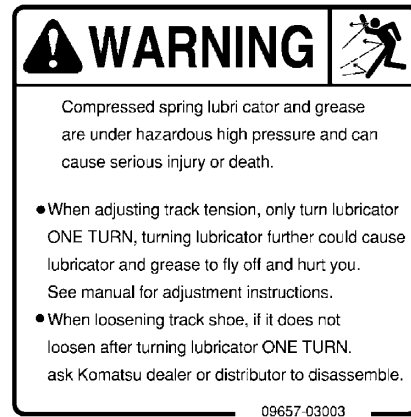 WARNING
Compressed spring lubri cator and grease
are under hazardous high pressure and can
cause serious injury or death.
●When adjusting track tension, only turn lubricator
ONE TURN, turning lubricator further could cause
lubricator and grease to fly off and hurt you.
See manual for adjustment instructions.
●When loosening track shoe, if it does not
loosen after turning lubricator ONE TURN.
ask Komatsu dealer or distributor to disassemble.
09657-03003